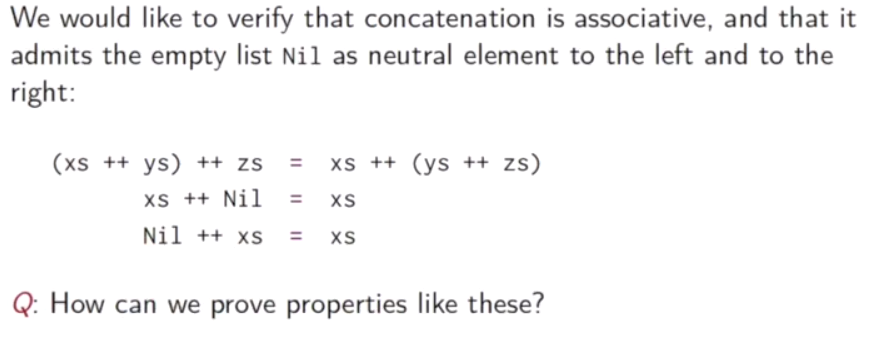 We would like to verify that concatenation is associative, and that it
admits the empty list Nil as neutral element to the left and to the
right:
(xs ++ ys) ++ zs = xs ++ (ys ++ zs)
xs ++ Nil = xs
Nil ++ xs = xs
Q: How can we prove properties like these?